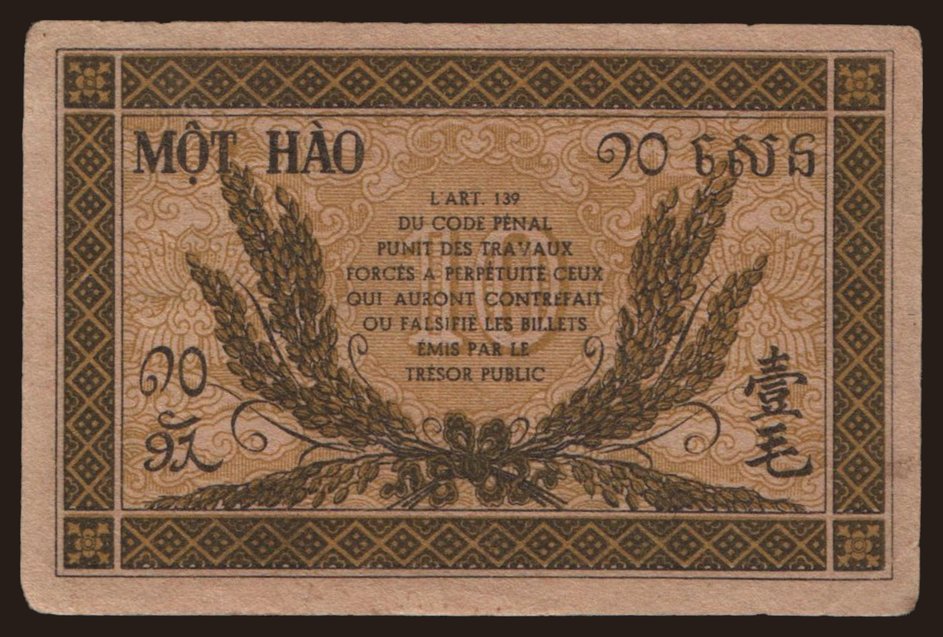 MỘT HÀO
១០ សេន
L'ART. 139
DU CODE PÉNAL
PUNIT DES TRAVAUX
FORCÉS A PERPÉTUITÉ CEUX
QUI AURONT CONTREFAIT
OU FALSIFIÉ LES BILLETS
ÉMIS PAR LE
TRÉSOR PUBLIC
10
໑໐
壹毛